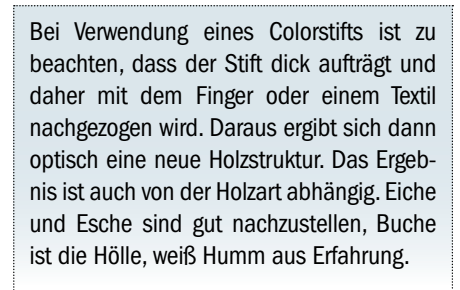 Bei Verwendung eines Colorstifts ist zu
beachten, dass der Stift dick aufträgt und
daher mit dem Finger oder einem Textil
nachgezogen wird. Daraus ergibt sich dann
optisch eine neue Holzstruktur. Das Ergeb-
nis ist auch von der Holzart abhängig. Eiche
und Esche sind gut nachzustellen, Buche
ist die Hölle, weiß Humm aus Erfahrung.